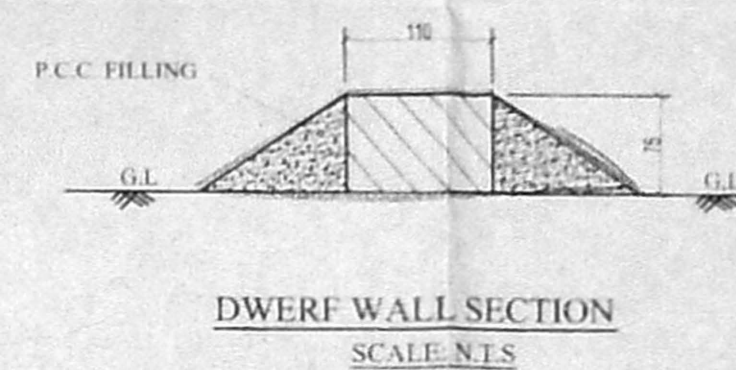 110
P.C.C FILLING
75
G.L
G.L
DWERF WALL SECTION
SCALE: N.T.S